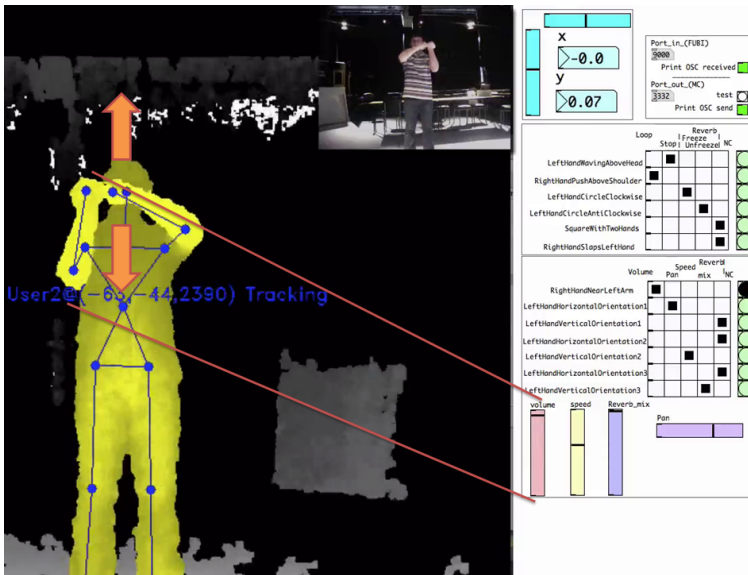 User2@(-63,-44,2390) Tracking
x
-0.0
y
0.07
Port_in_(FUBI)
9000
Print OSC received
Port_out_(MC)
3332
test
Print OSC send
Reverb
Loop Stop Freeze Unfreeze NC
LeftHandWavingAboveHead
RightHandPushAboveShoulder
LeftHandCircleClockwise
LeftHandCircleAntiClockwise
SquareWithTwoHands
RightHandSlapsLeftHand
Speed Reverb
Volume Pan mix NC
RightHandNearLeftArm
LeftHandHorizontalOrientation1
LeftHandVerticalOrientation1
LeftHandHorizontalOrientation2
LeftHandVerticalOrientation2
LeftHandHorizontalOrientation3
LeftHandVerticalOrientation3
volume speed Reverb_mix
Pan